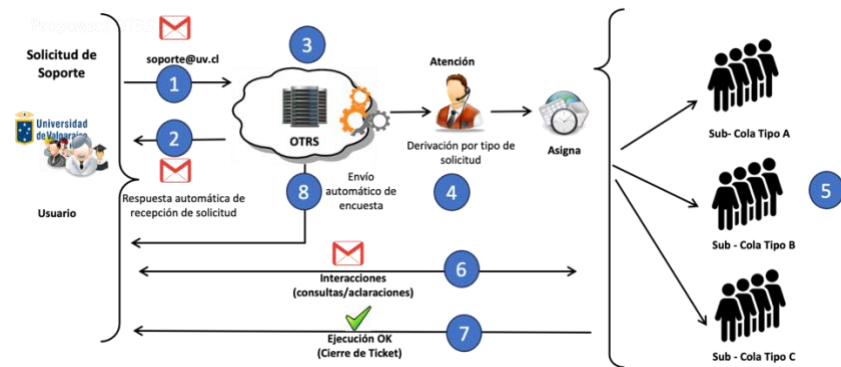 Solicitud de
Soporte
soporte@uv.cl
1
3
Atención
2
Universidad
de Valparaíso
OTRS
Asigna
Derivación por tipo de
solicitud
Sub- Cola Tipo A
Usuario
Respuesta automática de
recepción de solicitud
8
Envío
automático de
encuesta
4
5
Sub - Cola Tipo B
6
Interacciones
(consultas/aclaraciones)
7
Ejecución OK
(Cierre de Ticket)
Sub - Cola Tipo C